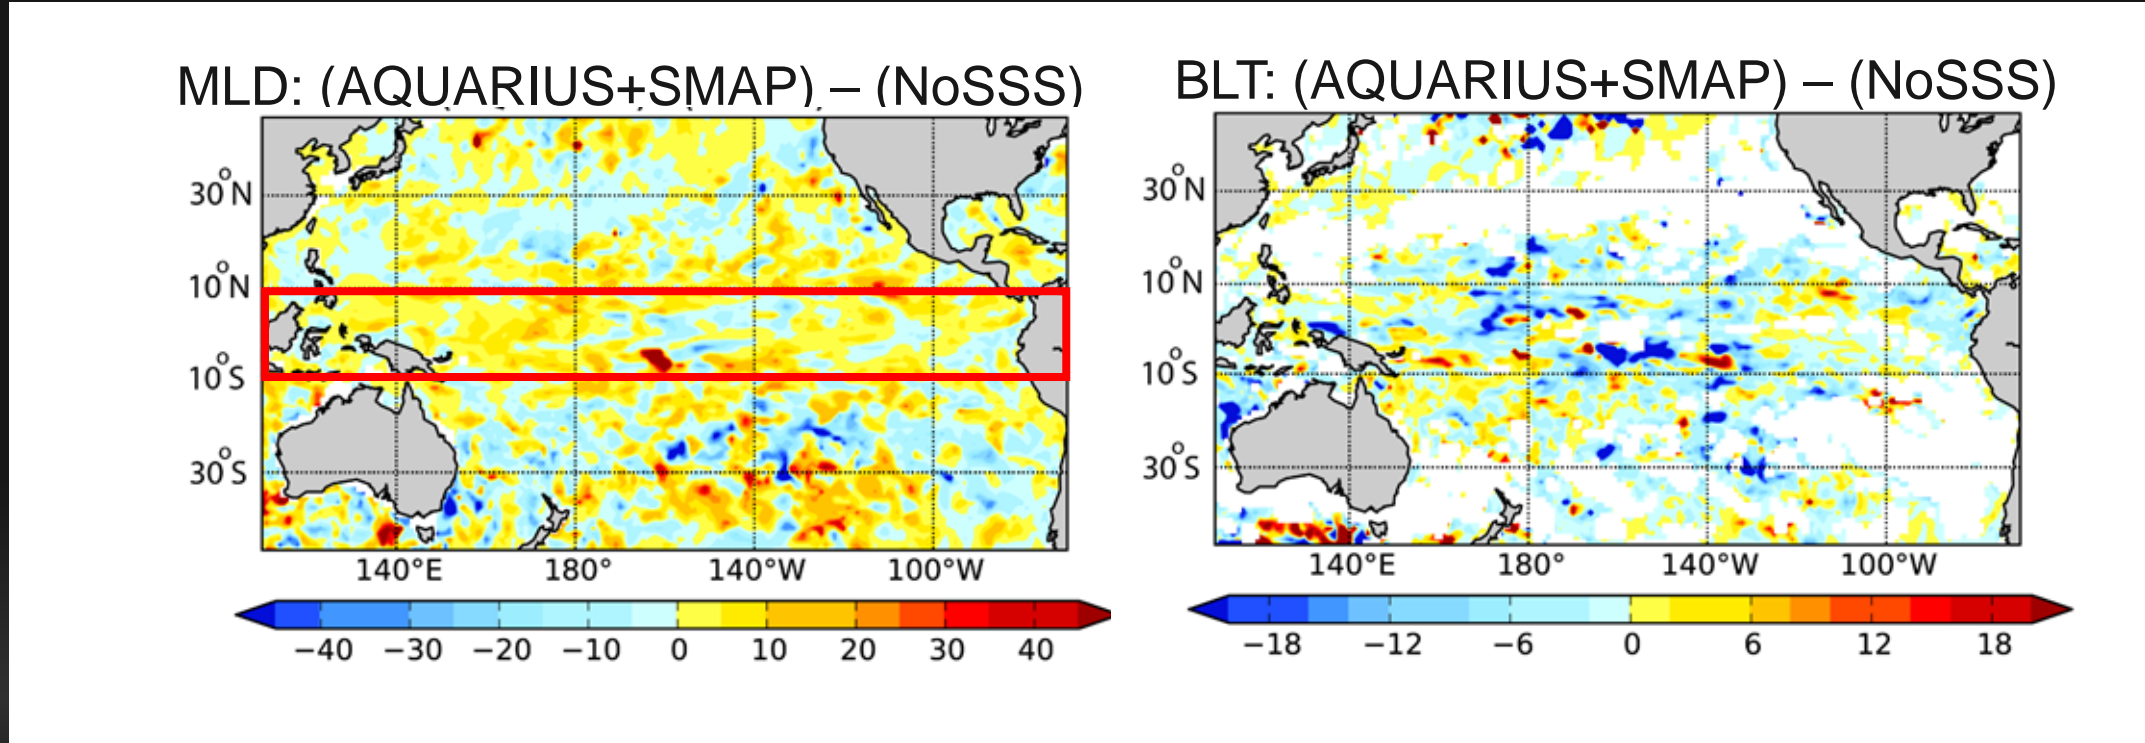 MLD: (AQUARIUS+SMAP) – (NoSSS)
BLT: (AQUARIUS+SMAP) – (NoSSS)
30°N
10°N
10°S
30°S
140°E 180° 140°W 100°W
−40 −30 −20 −10 0 10 20 30 40
30°N
10°N
10°S
30°S
140°E 180° 140°W 100°W
−18 −12 −6 0 6 12 18